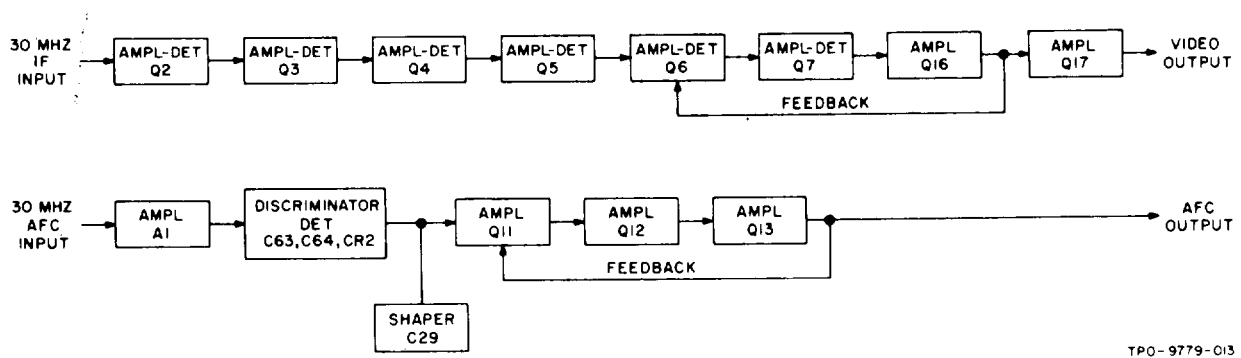 30 MHZ
IF
INPUT
AMPL-DET
Q2
AMPL-DET
Q3
AMPL-DET
Q4
AMPL-DET
Q5
AMPL-DET
Q6
AMPL-DET
Q7
AMPL
Q16
AMPL
Q17
VIDEO
OUTPUT
FEEDBACK
30 MHZ
AFC
INPUT
AMPL
A1
DISCRIMINATOR
DET
C63, C64, CR2
AMPL
Q11
AMPL
Q12
AMPL
Q13
AFC
OUTPUT
FEEDBACK
SHAPER
C29
TPO-9779-013